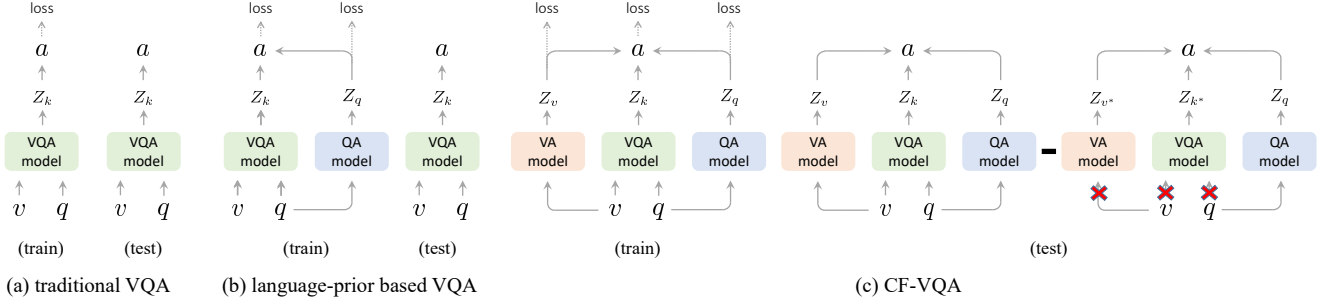 loss loss loss loss loss
a a a a a a a
Z_k Z_k Z_k Z_q Z_k Z_v Z_k Z_q Z_v Z_k Z_q Z_{v*} Z_{k*} Z_q
VQA model VQA model VQA model QA model VQA model VA model VQA model QA model VA model VQA model QA model - VA model VQA model QA model
v q v q v q v q v q v q v q
(train) (test) (train) (test) (train) (test)
(a) traditional VQA (b) language-prior based VQA (c) CF-VQA